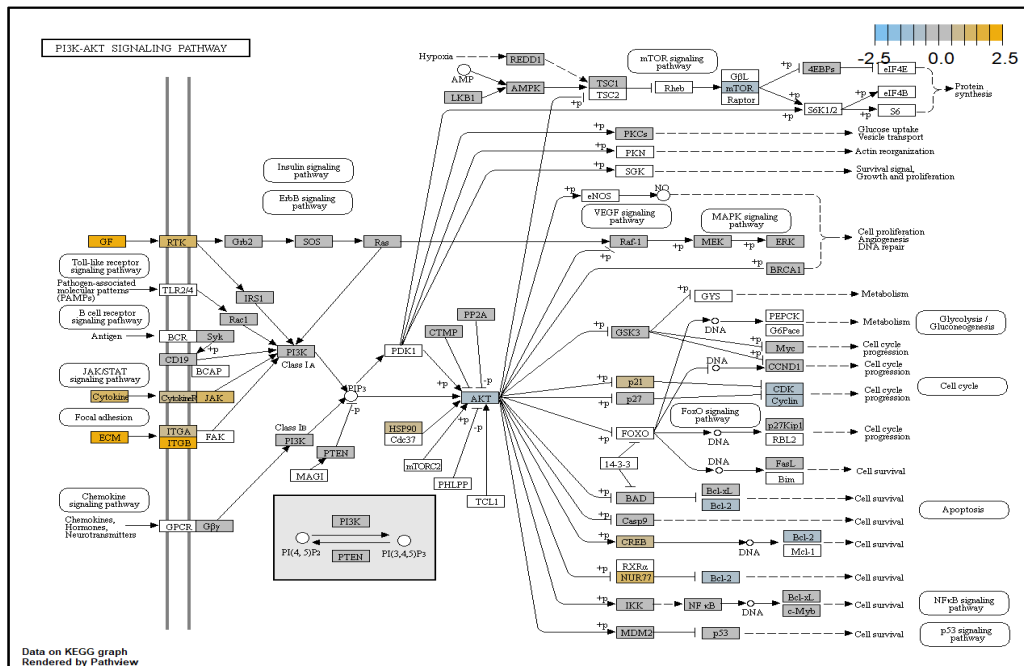 PI3K-AKT SIGNALING PATHWAY
-2.5 0.0 2.5
Hypoxia
REDD1
AMP
LKB1
AMPK
TSC1
TSC2
+p
Rheb
mTOR signaling
pathway
GβL
mTOR
Raptor
+p
+p
4EBPs
eIF4E
S6K1/2
+p
+p
eIF4B
S6
Protein
synthesis
+p
PKCs
Glucose uptake
Vesicle transport
+p
PKN
Actin reorganization
+p
SGK
Survival signal,
Growth and proliferation
Insulin signaling
pathway
ErbB signaling
pathway
+p
eNOS
NO
VEGF signaling
pathway
MAPK signaling
pathway
GF
RTK
Grb2
SOS
Ras
Raf-1
+p
MEK
+p
ERK
+p
+p
BRCA1
Cell proliferation
Angiogenesis
DNA repair
Toll-like receptor
signaling pathway
Pathogen-associated
molecular patterns
(PAMPs)
TLR2/4
IRS1
Rac1
B cell receptor
signaling pathway
Antigen
BCR
Syk
+p
CD19
BCAP
PI3K
Class IA
PDK1
CTMP
PP2A
+p
-p
PIP3
-p
AKT
JAK/STAT
signaling pathway
Cytokine
CytokineR
JAK
Focal adhesion
ECM
ITGA
ITGB
FAK
Class IB
PI3K
PTEN
MAGI
HSP90
Cdc37
+p
+p
-p
mTORC2
PHLPP
TCL1
Chemokine
signaling pathway
Chemokines,
Hormones,
Neurotransmitters
GPCR
Gβγ
PI3K
PI(4, 5)P2
PI(3,4,5)P3
PTEN
GYS
Metabolism
+p
GSK3
DNA
PEPCK
G6Pace
Metabolism
Glycolysis /
Gluconeogenesis
+p
+p
Myc
Cell cycle
progression
DNA
CCND1
Cell cycle
progression
+p
p21
+p
p27
CDK
Cyclin
Cell cycle
progression
Cell cycle
FoxO signaling
pathway
+p
FOXO
DNA
p27Kip1
RBL2
Cell cycle
progression
14-3-3
DNA
FasL
Bim
Cell survival
+p
BAD
Bcl-xL
Bcl-2
Cell survival
Apoptosis
+p
Casp9
Cell survival
+p
CREB
DNA
Bcl-2
Mcl-1
Cell survival
RXRα
+p
NUR77
Bcl-2
Cell survival
+p
IKK
NFκB
DNA
Bcl-xL
c-Myb
Cell survival
NFκB signaling
pathway
+p
MDM2
p53
Cell survival
p53 signaling
pathway
Data on KEGG graph
Rendered by Pathview